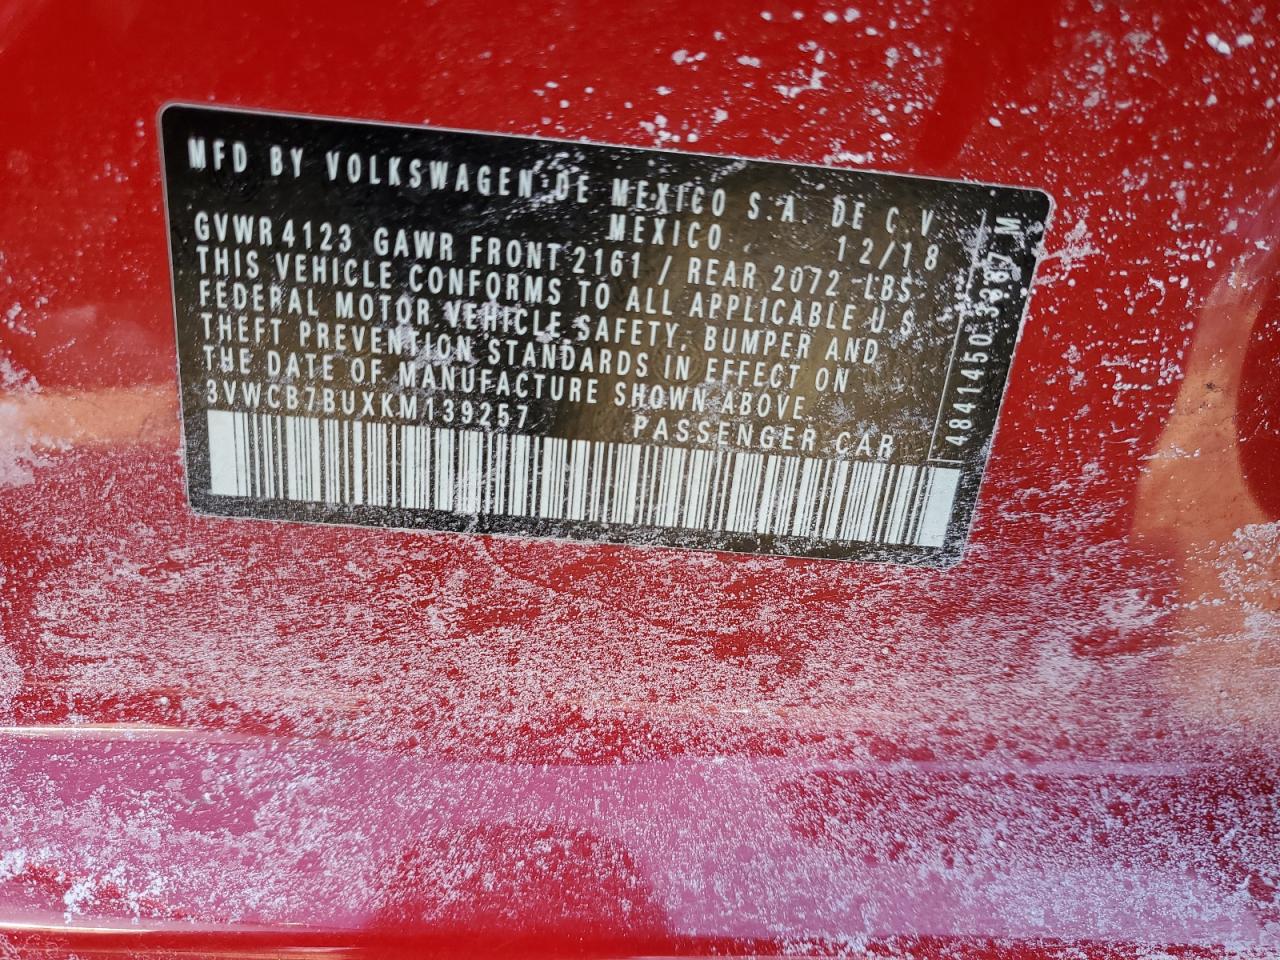 MFD BY VOLKSWAGEN DE MEXICO S.A. DE C.V
MEXICO 12/18
GVWR 4123 GAWR FRONT 2161 / REAR 2072 LBS
THIS VEHICLE CONFORMS TO ALL APPLICABLE U S
FEDERAL MOTOR VEHICLE SAFETY, BUMPER AND
THEFT PREVENTION STANDARDS IN EFFECT ON
THE DATE OF MANUFACTURE SHOWN ABOVE
3VWCB7BUXKM139257 PASSENGER CAR
4841450 3367 M